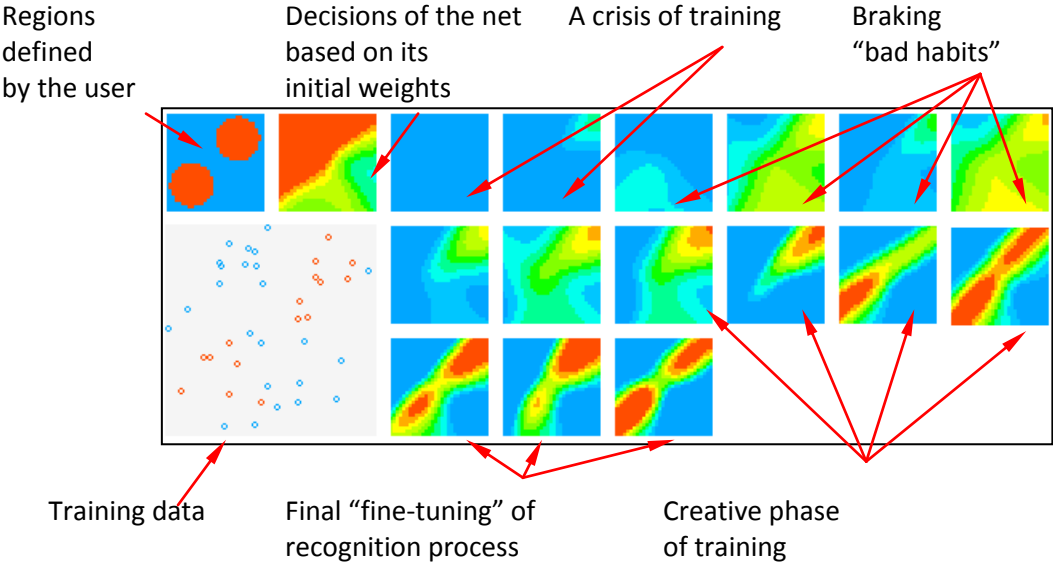 Regions
defined
by the user
Decisions of the net
based on its
initial weights
A crisis of training
Braking
“bad habits”
Training data
Final “fine-tuning” of
recognition process
Creative phase
of training